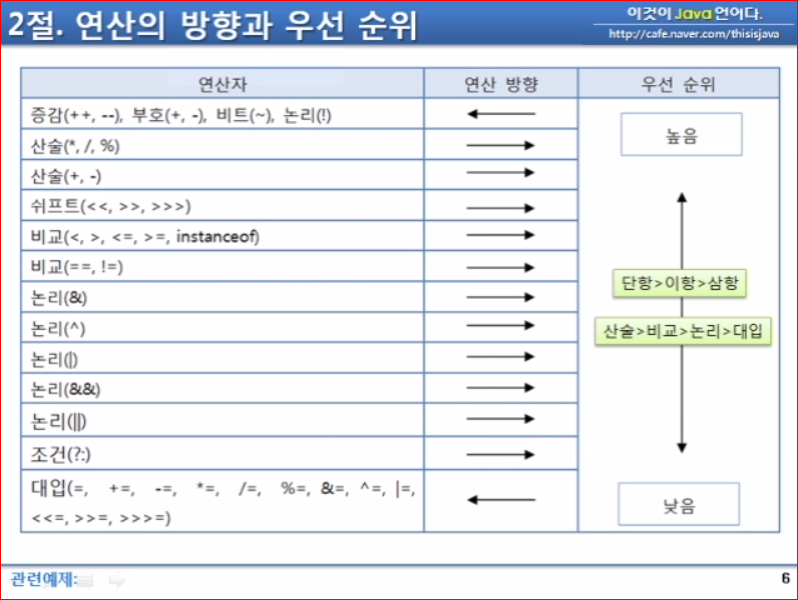 2절. 연산의 방향과 우선 순위
이것이 Java 언어다.
http://cafe.naver.com/thisisjava
연산자 연산 방향 우선 순위
증감(++, --), 부호(+, -), 비트(~), 논리(!)
산술(*, /, %)
산술(+, -)
쉬프트(<<, >>, >>>)
비교(<, >, <=, >=, instanceof)
비교(==, !=)
논리(&)
논리(^)
논리(|)
논리(&&)
논리(||)
조건(?:)
대입(=, +=, -=, *=, /=, %=, &=, ^=, |=,
<<=, >>=, >>>=)
높음
단항>이항>삼항
산술>비교>논리>대입
낮음
관련예제:
6